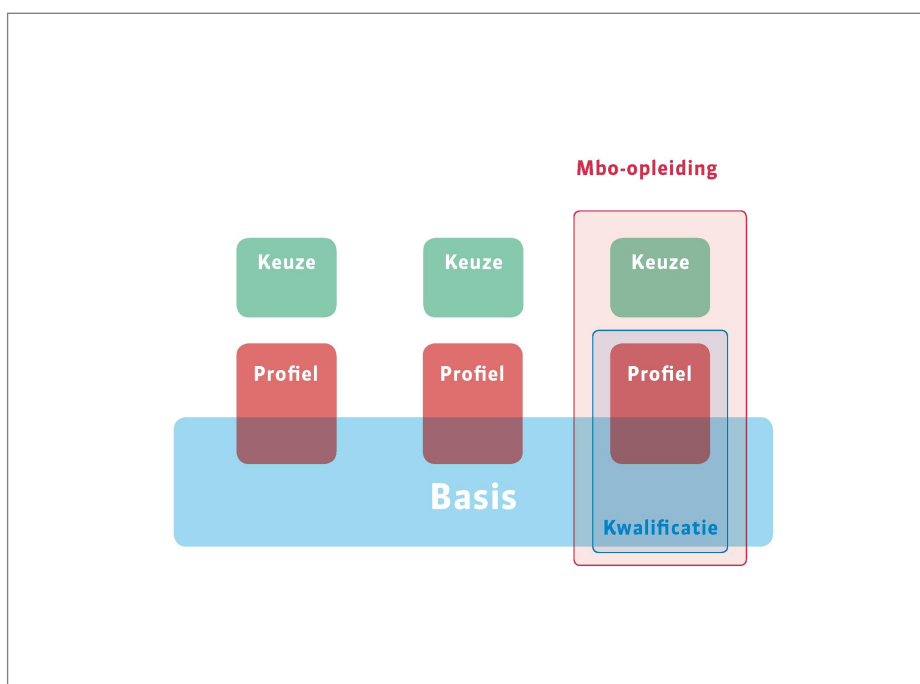 Mbo-opleiding
Keuze
Keuze
Keuze
Profiel
Profiel
Profiel
Basis
Kwalificatie